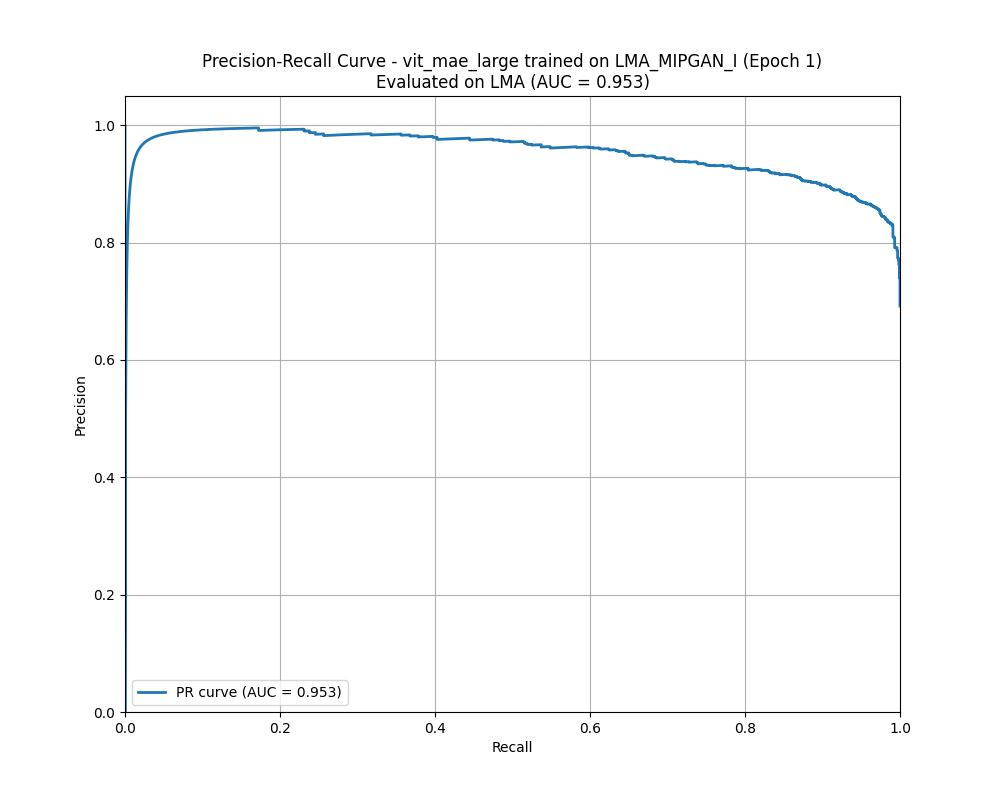 Precision-Recall Curve - vit_mae_large trained on LMA_MIPGAN_I (Epoch 1)
Evaluated on LMA (AUC = 0.953)
1.0
0.8
0.6
0.4
0.2
0.0
Precision
PR curve (AUC = 0.953)
0.0 0.2 0.4 0.6 0.8 1.0
Recall